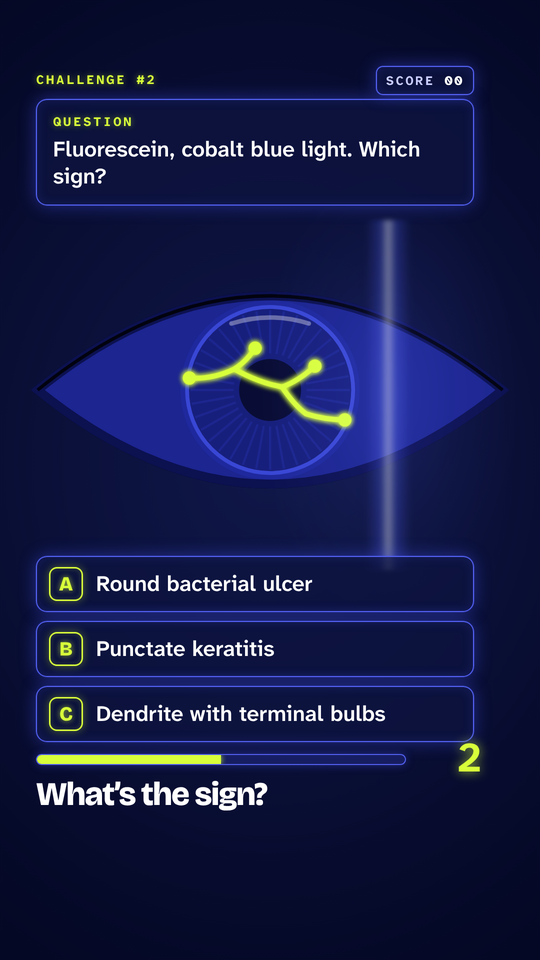 CHALLENGE #2
SCORE 00
QUESTION
Fluorescein, cobalt blue light. Which
sign?
A Round bacterial ulcer
B Punctate keratitis
C Dendrite with terminal bulbs
2
What's the sign?